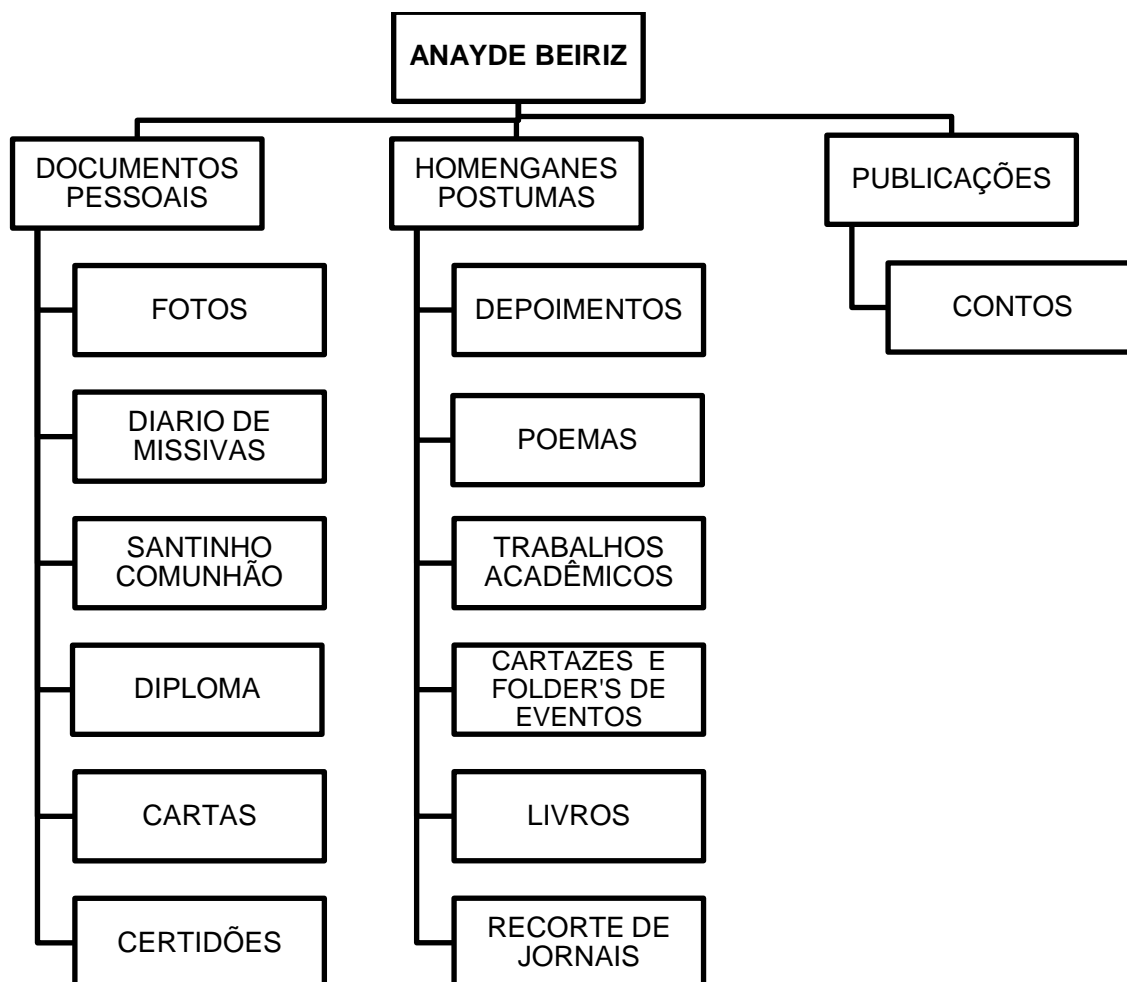 ANAYDE BEIRIZ
DOCUMENTOS
PESSOAIS
FOTOS
DIARIO DE
MISSIVAS
SANTINHO
COMUNHÃO
DIPLOMA
CARTAS
CERTIDÕES
HOMENGANES
POSTUMAS
DEPOIMENTOS
POEMAS
TRABALHOS
ACADÊMICOS
CARTAZES E
FOLDER'S DE
EVENTOS
LIVROS
RECORTE DE
JORNAIS
PUBLICAÇÕES
CONTOS